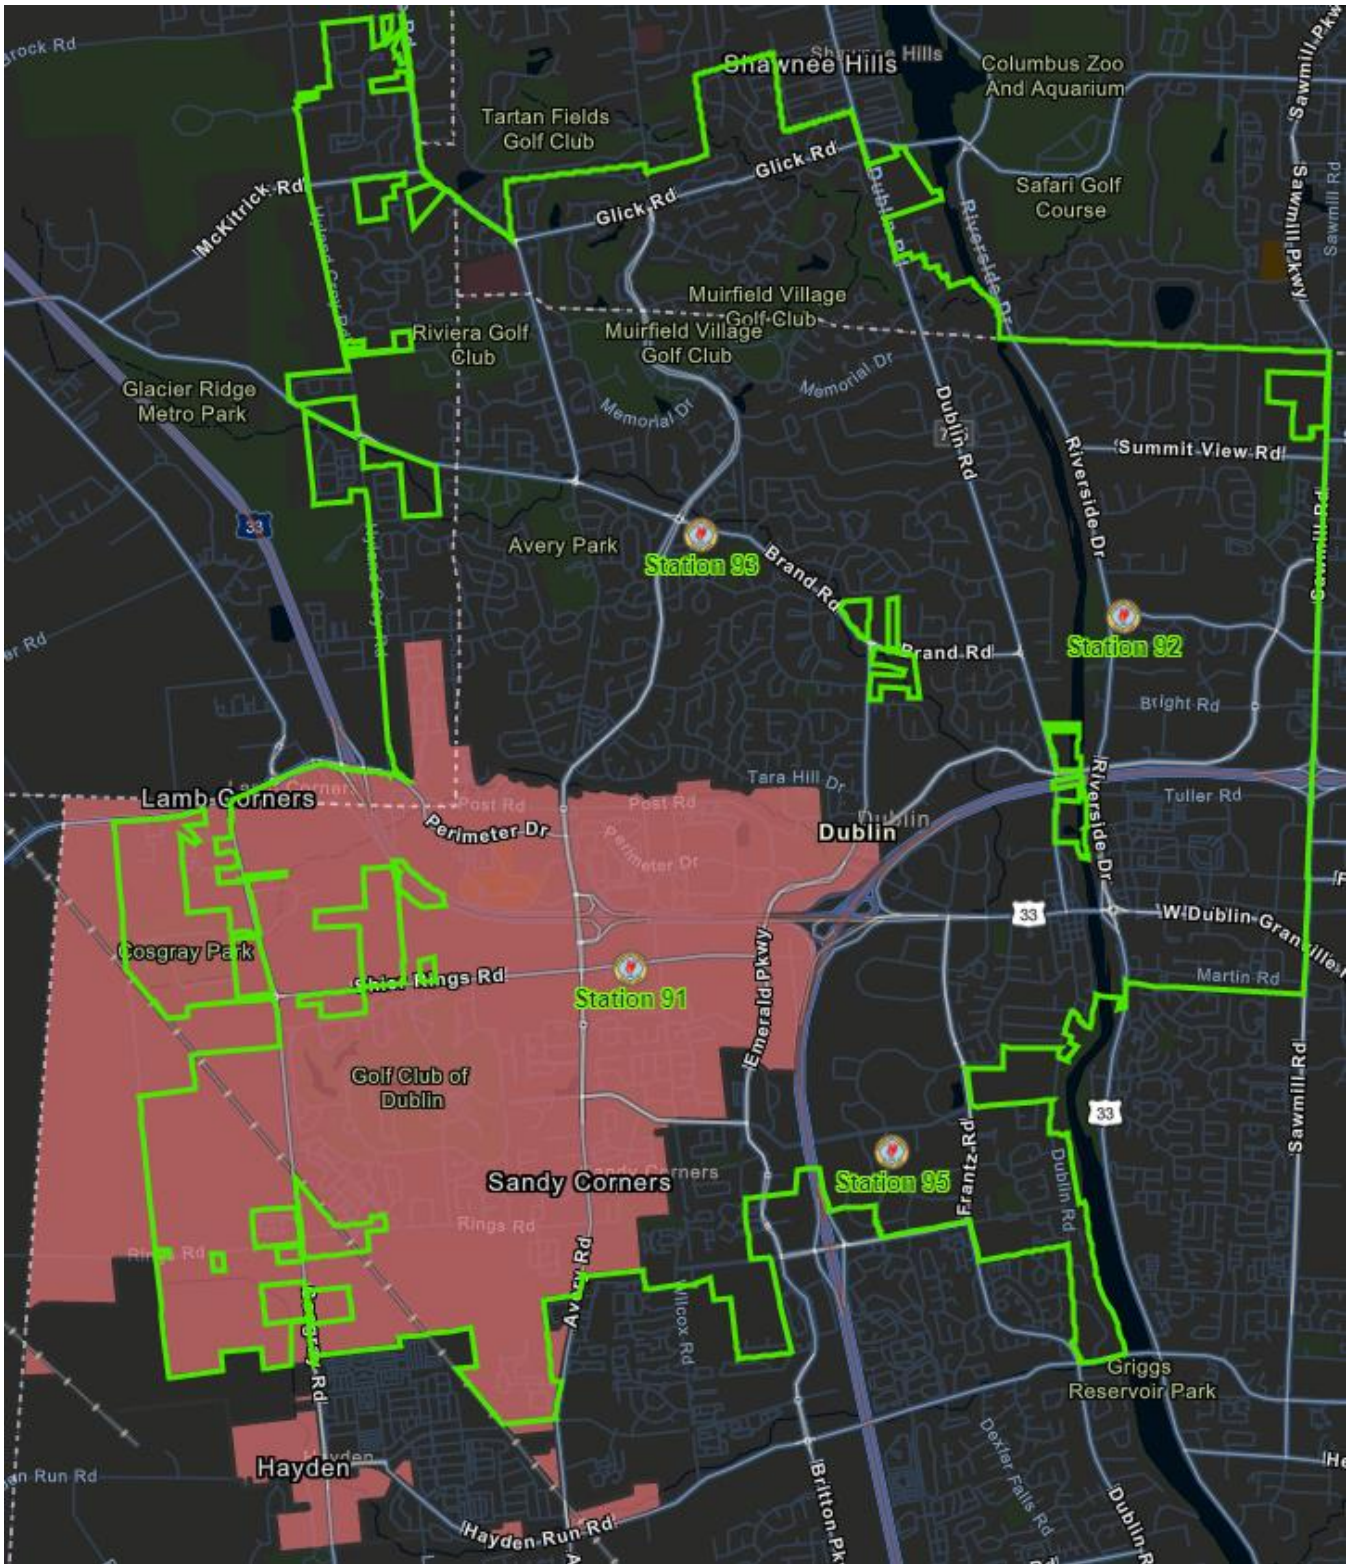 Shawnee Hills
Shawnee Hills
Columbus Zoo
And Aquarium
Sawmill Pkwy
Tartan Fields
Golf Club
Glick Rd
McKitrick Rd
Glick Rd
Dublin Rd
Safari Golf
Course
Sawmill Pkwy
Sawmill Rd
Riverside Dr
Muirfield Village
Golf Club
Muirfield Village
Golf Club
Riviera Golf
Club
Memorial Dr
Memorial Dr
Glacier Ridge
Metro Park
Dublin Rd
Riverside Dr
Summit View Rd
33
Sawmill Rd
Avery Park
Station 93
Brand Rd
Brand Rd
Station 92
Bright Rd
Lamb Corners
Post Rd
Post Rd
Tara Hill Dr
Perimeter Dr
Perimeter Dr
Dublin
Dublin
Riverside Dr
Tuller Rd
33
W Dublin Granville
Cosgray Park
Shier Rings Rd
Station 91
Emerald Pkwy
Martin Rd
Golf Club of
Dublin
33
Sawmill Rd
Station 95
Frantz Rd
Dublin Rd
Sandy Corners
Sandy Corners
Rings Rd
Rings Rd
Avery Rd
Wilcox Rd
Griggs
Reservoir Park
Hayden
Hayden
Hayden Run Rd
Britton Pk
Dexter Falls Rd
Dublin R